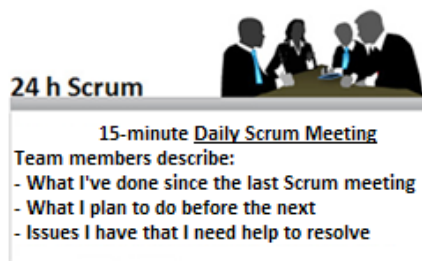 24 h Scrum
15-minute Daily Scrum Meeting
Team members describe:
- What I've done since the last Scrum meeting
- What I plan to do before the next
- Issues I have that I need help to resolve